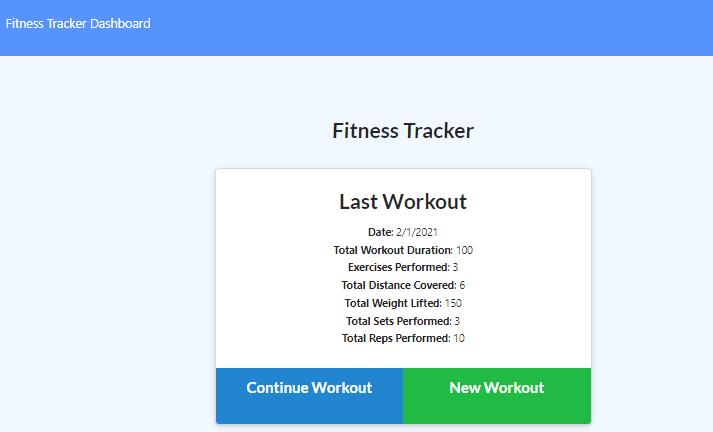 Fitness Tracker Dashboard
Fitness Tracker
Last Workout
Date: 2/1/2021
Total Workout Duration: 100
Exercises Performed: 3
Total Distance Covered: 6
Total Weight Lifted: 150
Total Sets Performed: 3
Total Reps Performed: 10
Continue Workout
New Workout